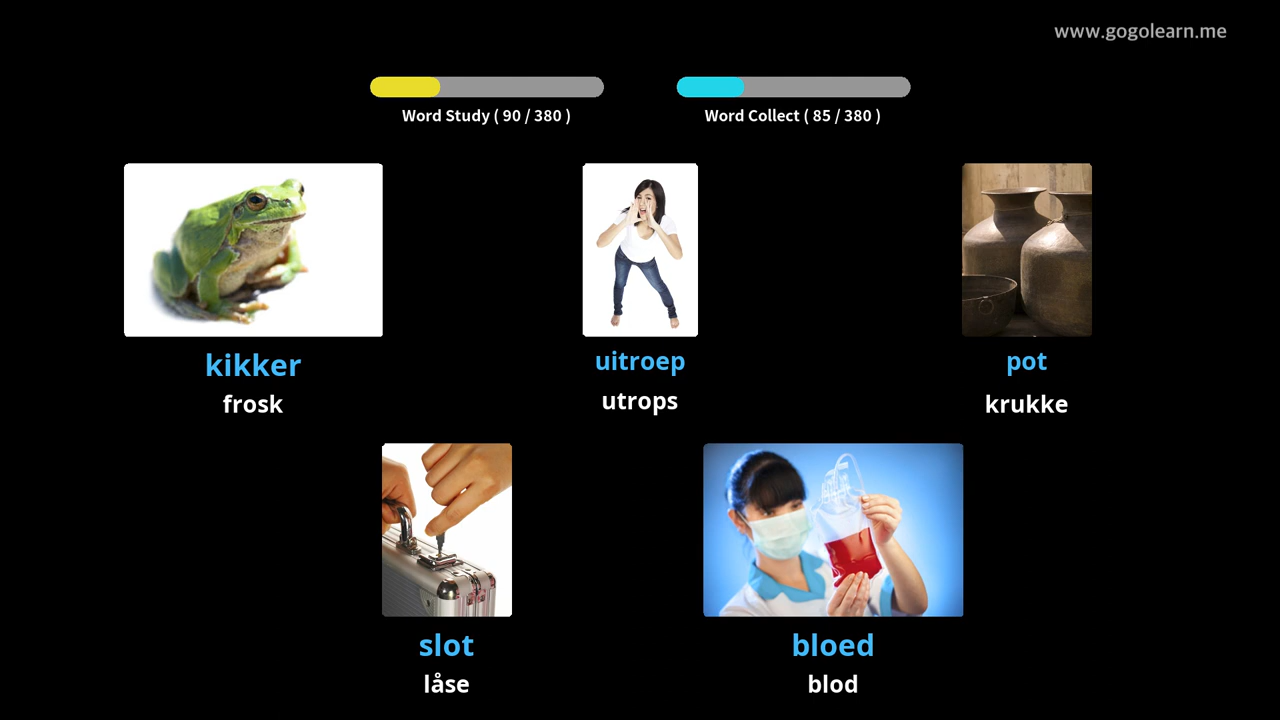 www.gogolearn.me
Word Study ( 90 / 380 )
Word Collect ( 85 / 380 )
kikker
frosk
uitroep
utrops
pot
krukke
slot
låse
bloed
blod